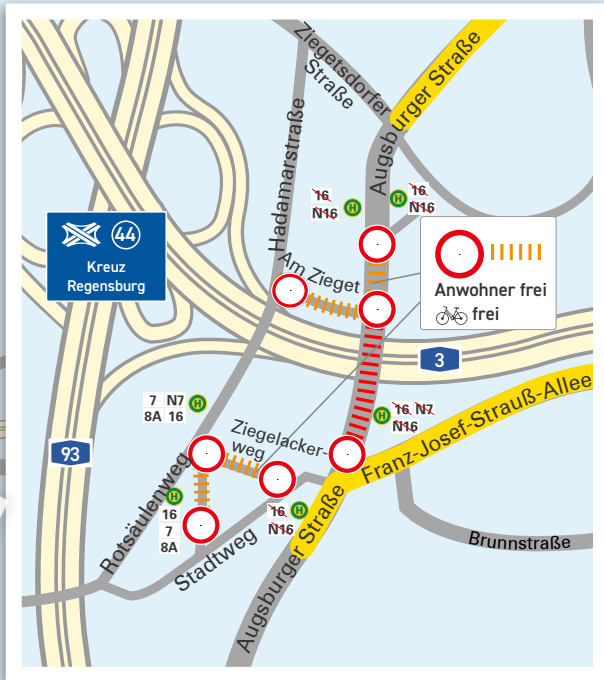 Ziegetsdorfer
Straße
Augsburger Straße
Hadamarstraße
16
N16
16
N16
44
Kreuz
Regensburg
Am Zieget
Anwohner frei
frei
3
7 N7
8A 16
16 N7
N16
Franz-Josef-Strauß-Allee
Ziegelacker-
weg
93
Rotsäulenweg
16
7
8A
16
N16
Stadtweg
Augsburger Straße
Brunnstraße
H
H
H
H
H
H